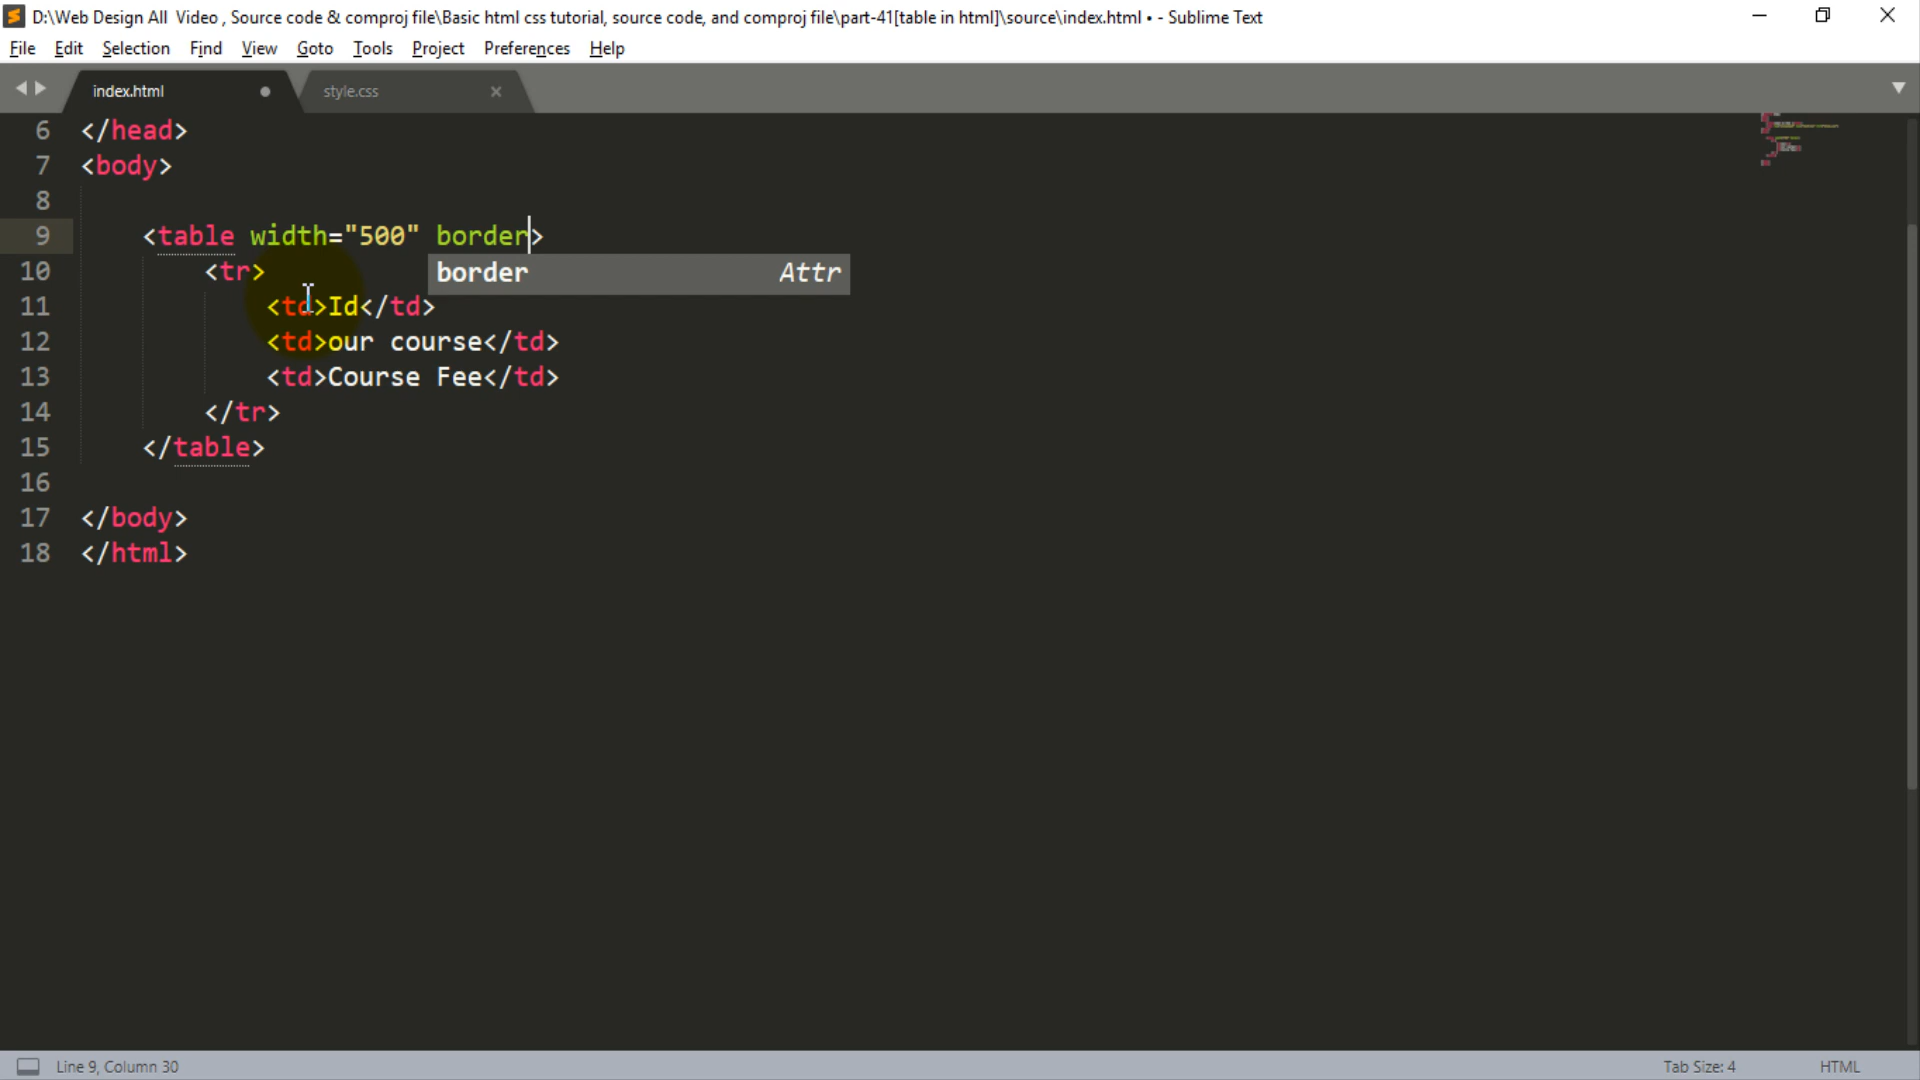 D:\Web Design All  Video , Source code & comproj file\Basic html css tutorial, source code, and comproj file\part-41[table in html]\source\index.html • - Sublime Text
File Edit Selection Find View Goto Tools Project Preferences Help
index.html style.css
6 </head>
7 <body>
8
9 <table width="500" border>
border Attr
10 <tr>
11 <td>Id</td>
12 <td>our course</td>
13 <td>Course Fee</td>
14 </tr>
15 </table>
16
17 </body>
18 </html>
Line 9, Column 30 Tab Size: 4 HTML